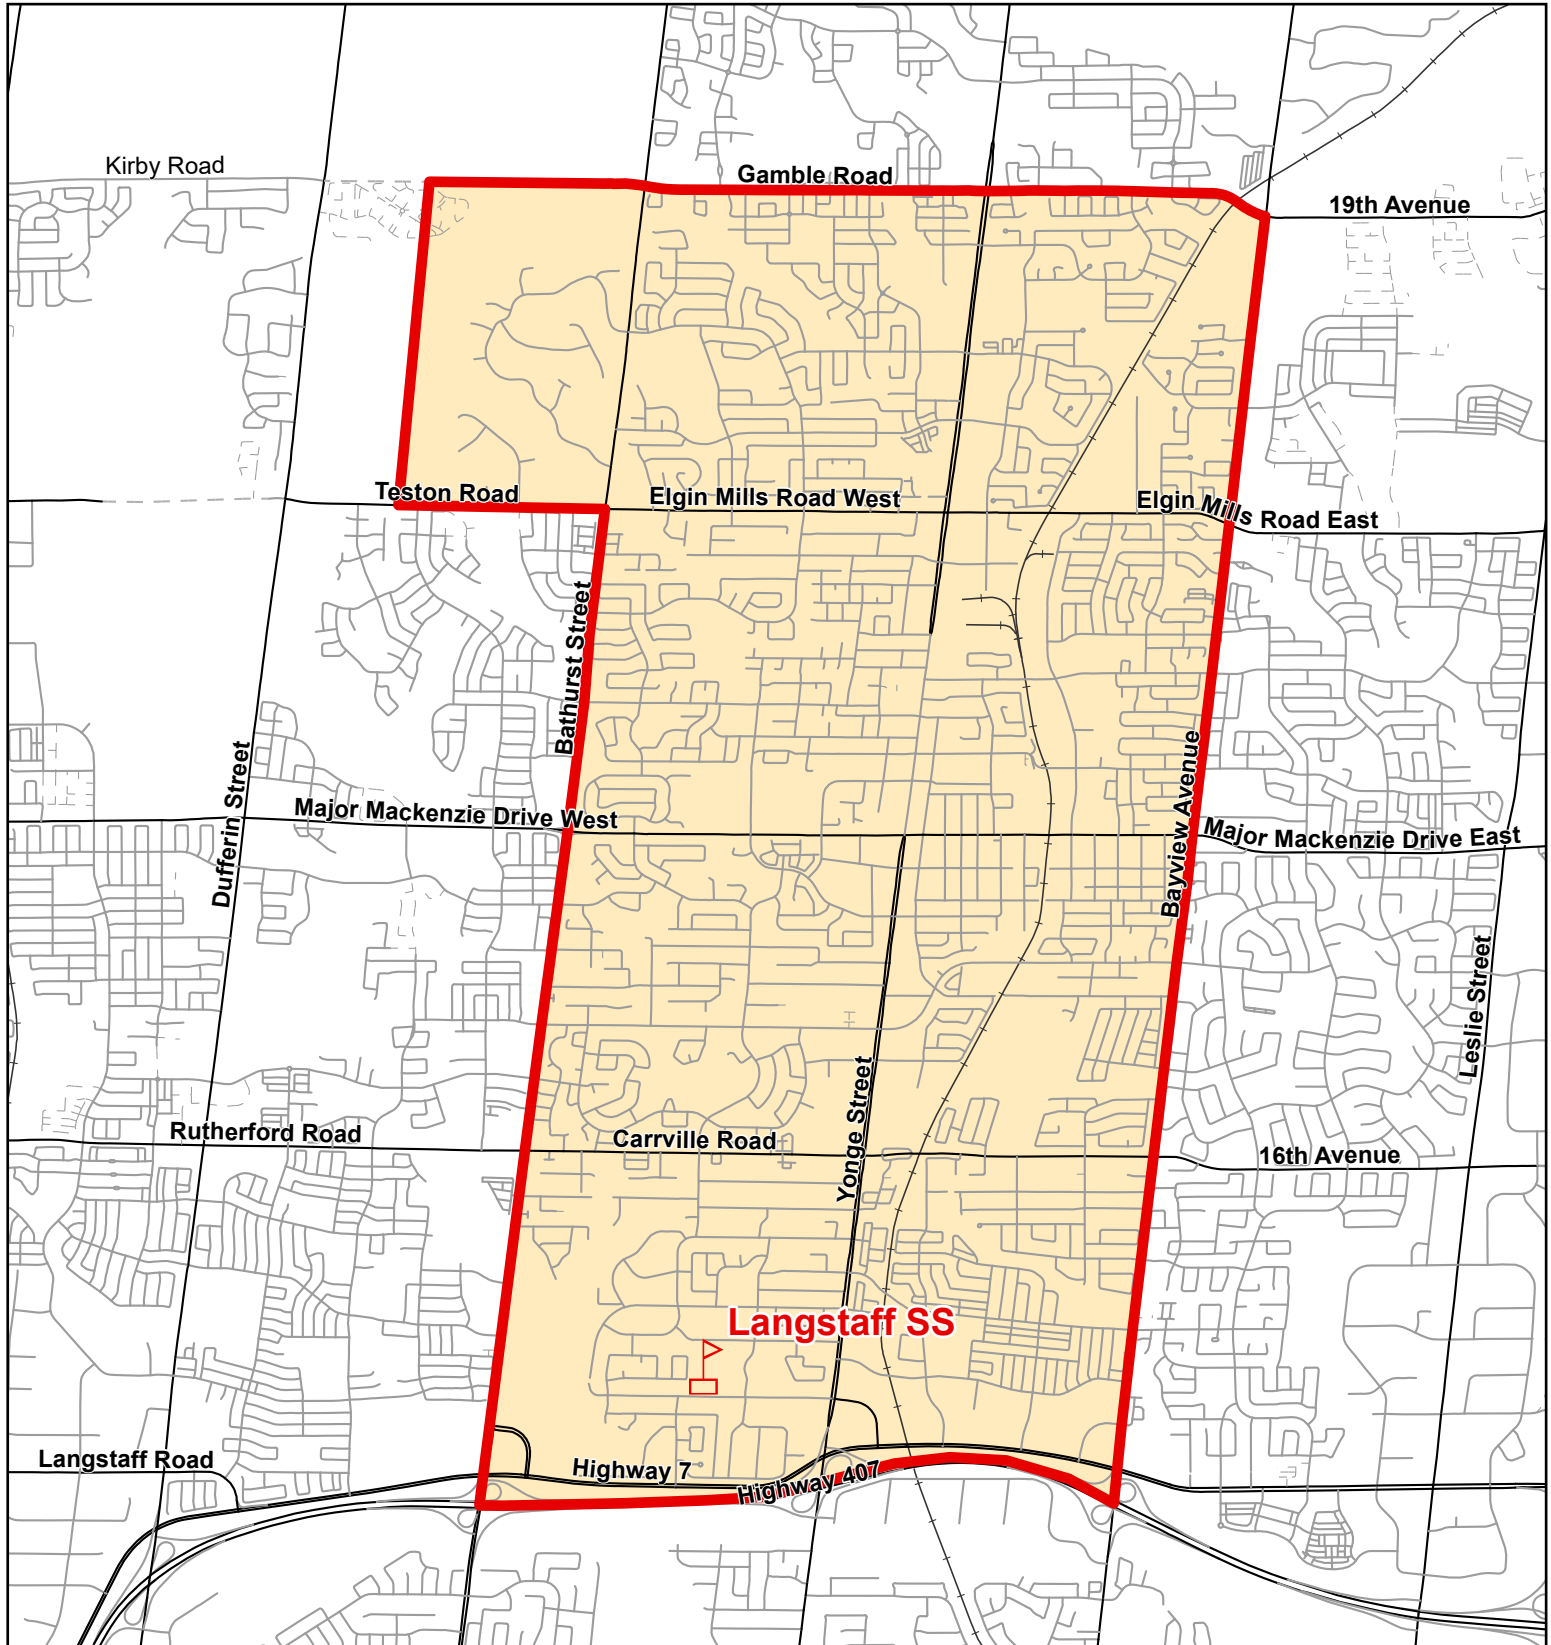 Kirby Road
Gamble Road
19th Avenue
Teston Road
Elgin Mills Road West
Elgin Mills Road East
Bathurst Street
Dufferin Street
Bayview Avenue
Major Mackenzie Drive West
Major Mackenzie Drive East
Leslie Street
Yonge Street
Rutherford Road
Carrville Road
16th Avenue
Langstaff SS
Langstaff Road
Highway 7
Highway 407